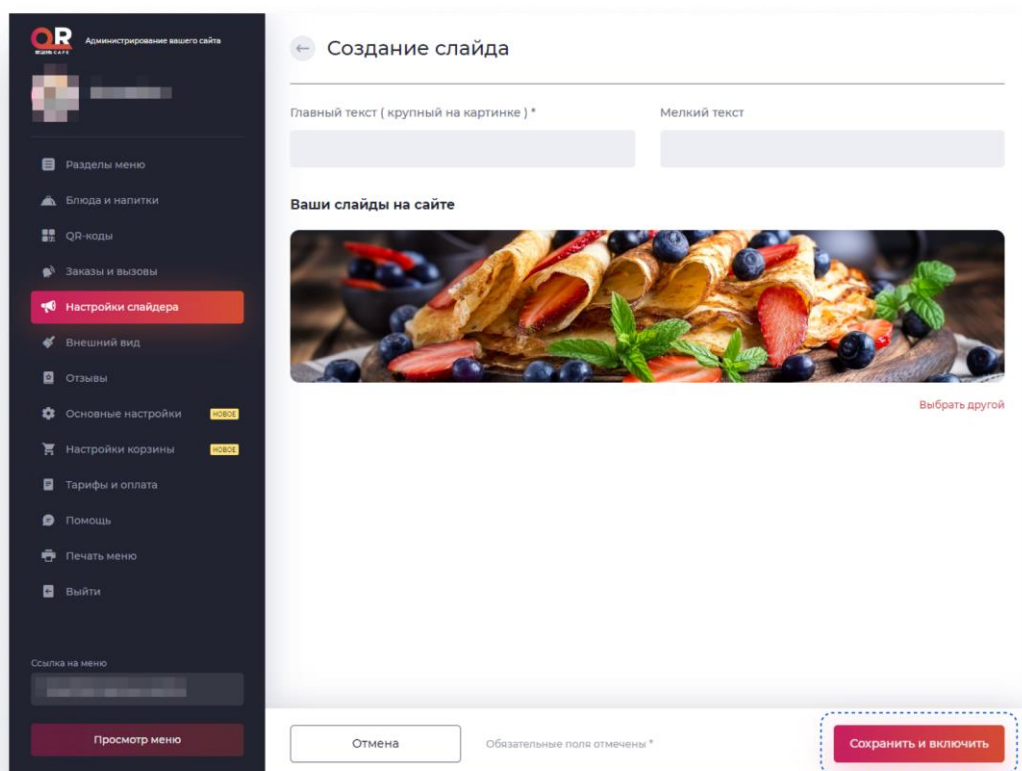 QR
Администрирование вашего сайта
Разделы меню
Блюда и напитки
QR-коды
Заказы и вызовы
Настройки слайдера
Внешний вид
Отзывы
Основные настройки НОВОЕ
Настройки корзины НОВОЕ
Тарифы и оплата
Помощь
Печать меню
Выйти
Ссылка на меню
Просмотр меню
Создание слайда
Главный текст ( крупный на картинке ) *
Мелкий текст
Ваши слайды на сайте
Выбрать другой
Отмена
Обязательные поля отмечены *
Сохранить и включить